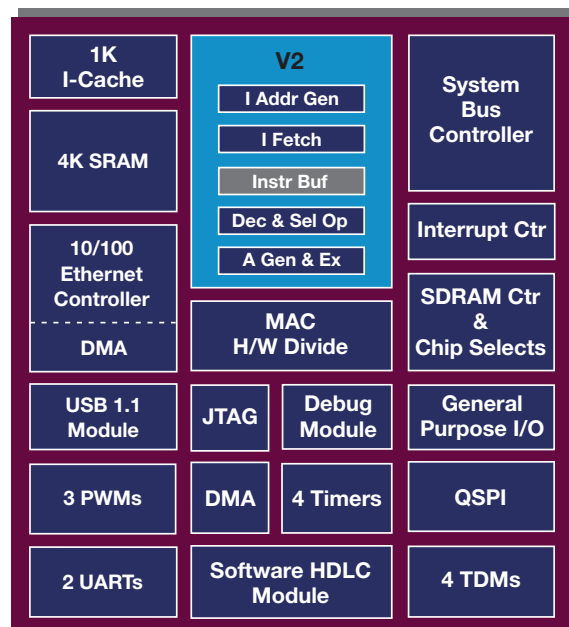 1K
I-Cache
4K SRAM
10/100
Ethernet
Controller
DMA
USB 1.1
Module
3 PWMs
2 UARTs
V2
I Addr Gen
I Fetch
Instr Buf
Dec & Sel Op
A Gen & Ex
MAC
H/W Divide
JTAG
Debug
Module
DMA
4 Timers
Software HDLC
Module
System
Bus
Controller
Interrupt Ctr
SDRAM Ctr
&
Chip Selects
General
Purpose I/O
QSPI
4 TDMs